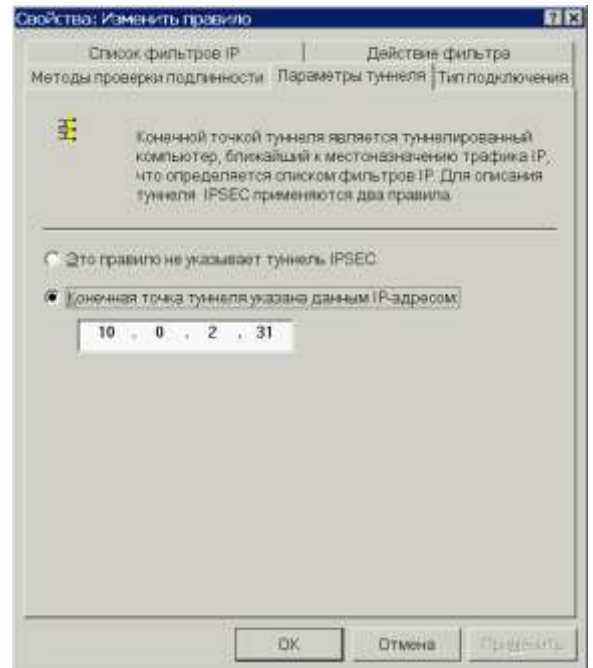 Свойства: Изменить правило
Список фильтров IP
Действие фильтра
Методы проверки подлинности
Параметры туннеля
Тип подключения
Конечной точкой туннеля является туннелированный
компьютер, ближайший к местоназначению трафика IP,
что определяется списком фильтров IP. Для описания
туннеля IPSEC применяются два правила.
Это правило не указывает туннель IPSEC
Конечная точка туннеля указана данным IP-адресом:
10 . 0 . 2 . 31
OK
Отмена
Применить